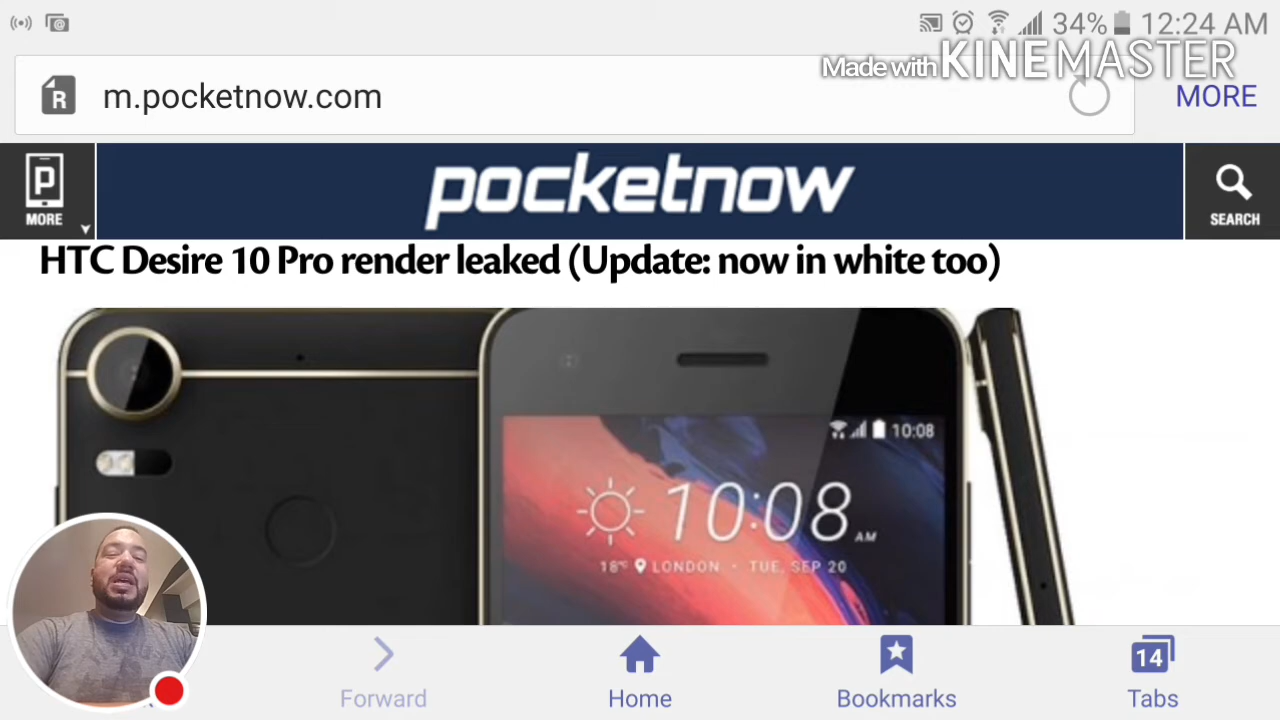 34% 12:24 AM
Made with KINEMASTER
R
m.pocketnow.com
MORE
P
MORE
pocketnow
SEARCH
HTC Desire 10 Pro render leaked (Update: now in white too)
10:08
10:08 AM
18°C LONDON • TUE, SEP 20
14
Forward
Home
Bookmarks
Tabs